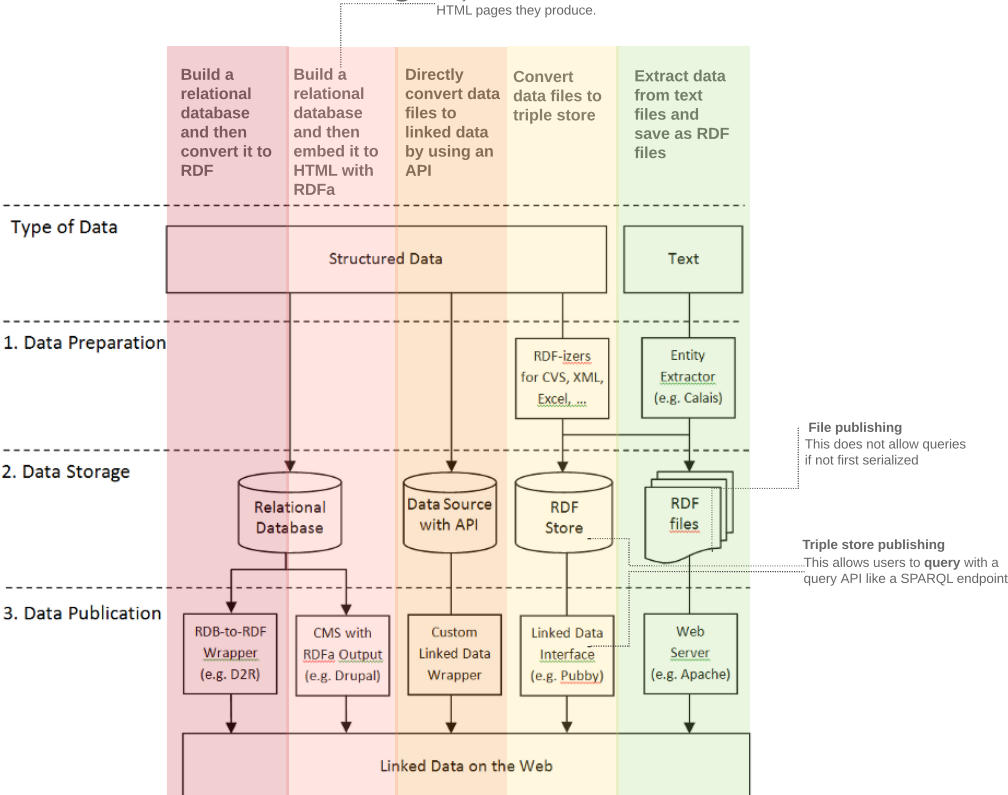 HTML pages they produce.
Build a
relational
database
and then
convert it to
RDF
Build a
relational
database
and then
embed it to
HTML with
RDFa
Directly
convert data
files to
linked data
by using an
API
Convert
data files to
triple store
Extract data
from text
files and
save as RDF
files
Type of Data
Structured Data
Text
1. Data Preparation
RDF-izers
for CVS, XML,
Excel, ...
Entity
Extractor
(e.g. Calais)
File publishing
This does not allow queries
if not first serialized
2. Data Storage
Relational
Database
Data Source
with API
RDF
Store
RDF
files
Triple store publishing
This allows users to query with a
query API like a SPARQL endpoint
3. Data Publication
RDB-to-RDF
Wrapper
(e.g. D2R)
CMS with
RDFa Output
(e.g. Drupal)
Custom
Linked Data
Wrapper
Linked Data
Interface
(e.g. Pubby)
Web
Server
(e.g. Apache)
Linked Data on the Web